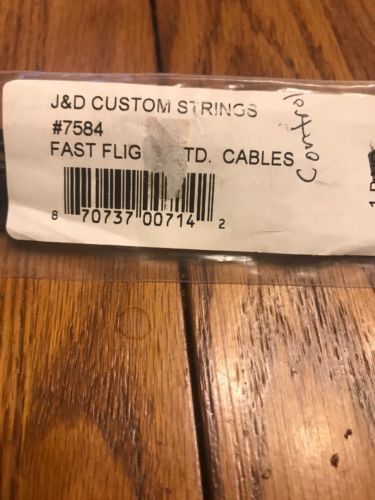 J&D CUSTOM STRINGS
#7584
FAST FLIG TD. CABLES
8 70737 00714 2